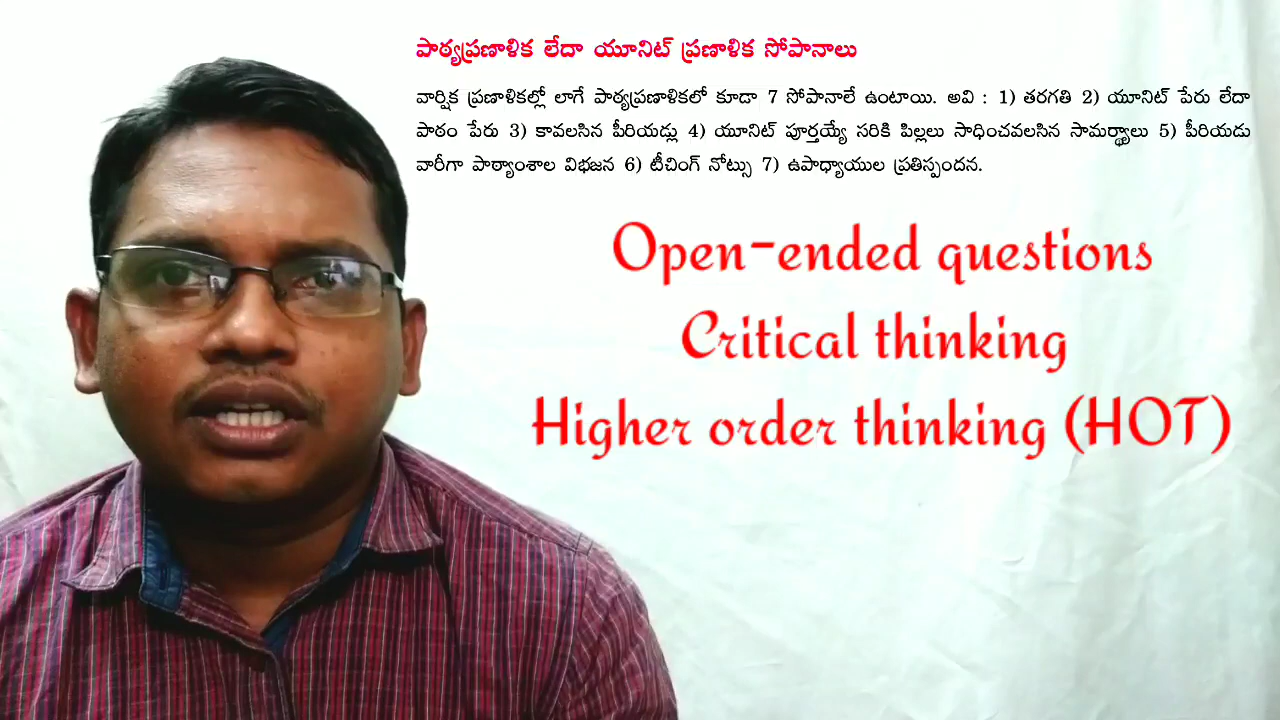 పాఠ్యప్రణాళిక లేదా యూనిట్ ప్రణాళిక సోపానాలు
వార్షిక ప్రణాళికల్లో లాగే పాఠ్యప్రణాళికలో కూడా 7 సోపానాలే ఉంటాయి. అవి : 1) తరగతి 2) యూనిట్ పేరు లేదా
పాఠం పేరు 3) కావలసిన పీరియడ్లు 4) యూనిట్ పూర్తయ్యే సరికి పిల్లలు సాధించవలసిన సామర్థ్యాలు 5) పీరియడు
వారీగా పాఠ్యాంశాల విభజన 6) టీచింగ్ నోట్సు 7) ఉపాధ్యాయుల ప్రతిస్పందన.
Open-ended questions
Critical thinking
Higher order thinking (HOT)